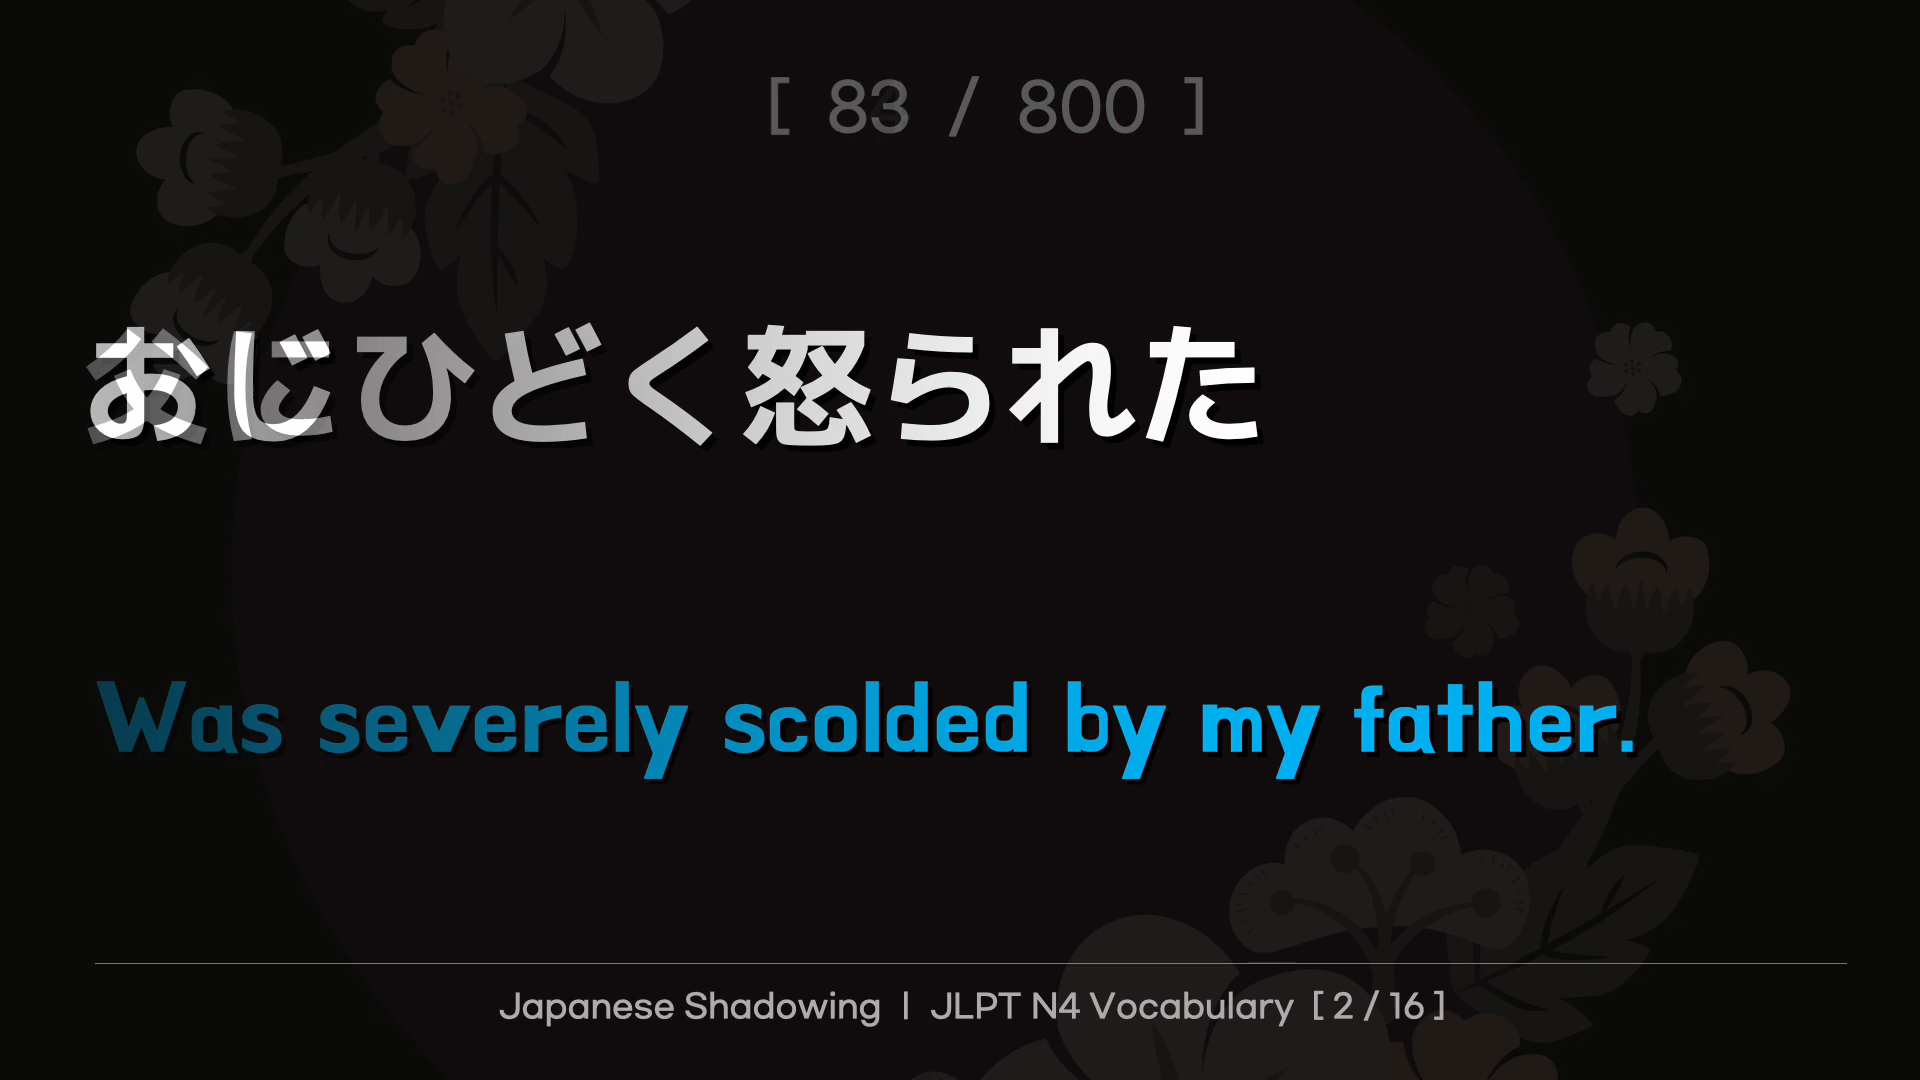 [ 83 / 800 ]
おじひどく怒られた
Was severely scolded by my father.
Japanese Shadowing | JLPT N4 Vocabulary [ 2 / 16 ]